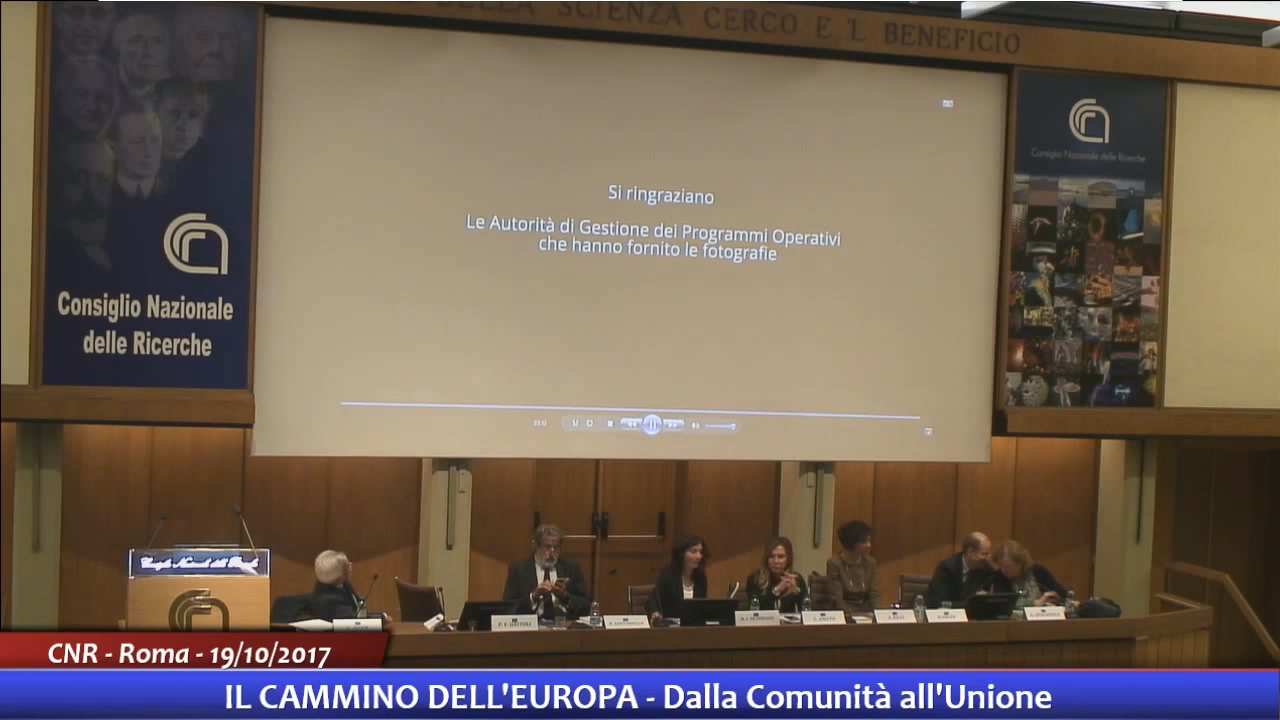 DELLA SCIENZA CERCO E 'L BENEFICIO
Consiglio Nazionale
delle Ricerche
Consiglio Nazionale delle Ricerche
Si ringraziano
Le Autorità di Gestione dei Programmi Operativi
che hanno fornito le fotografie
CNR - Roma - 19/10/2017
IL CAMMINO DELL'EUROPA - Dalla Comunità all'Unione